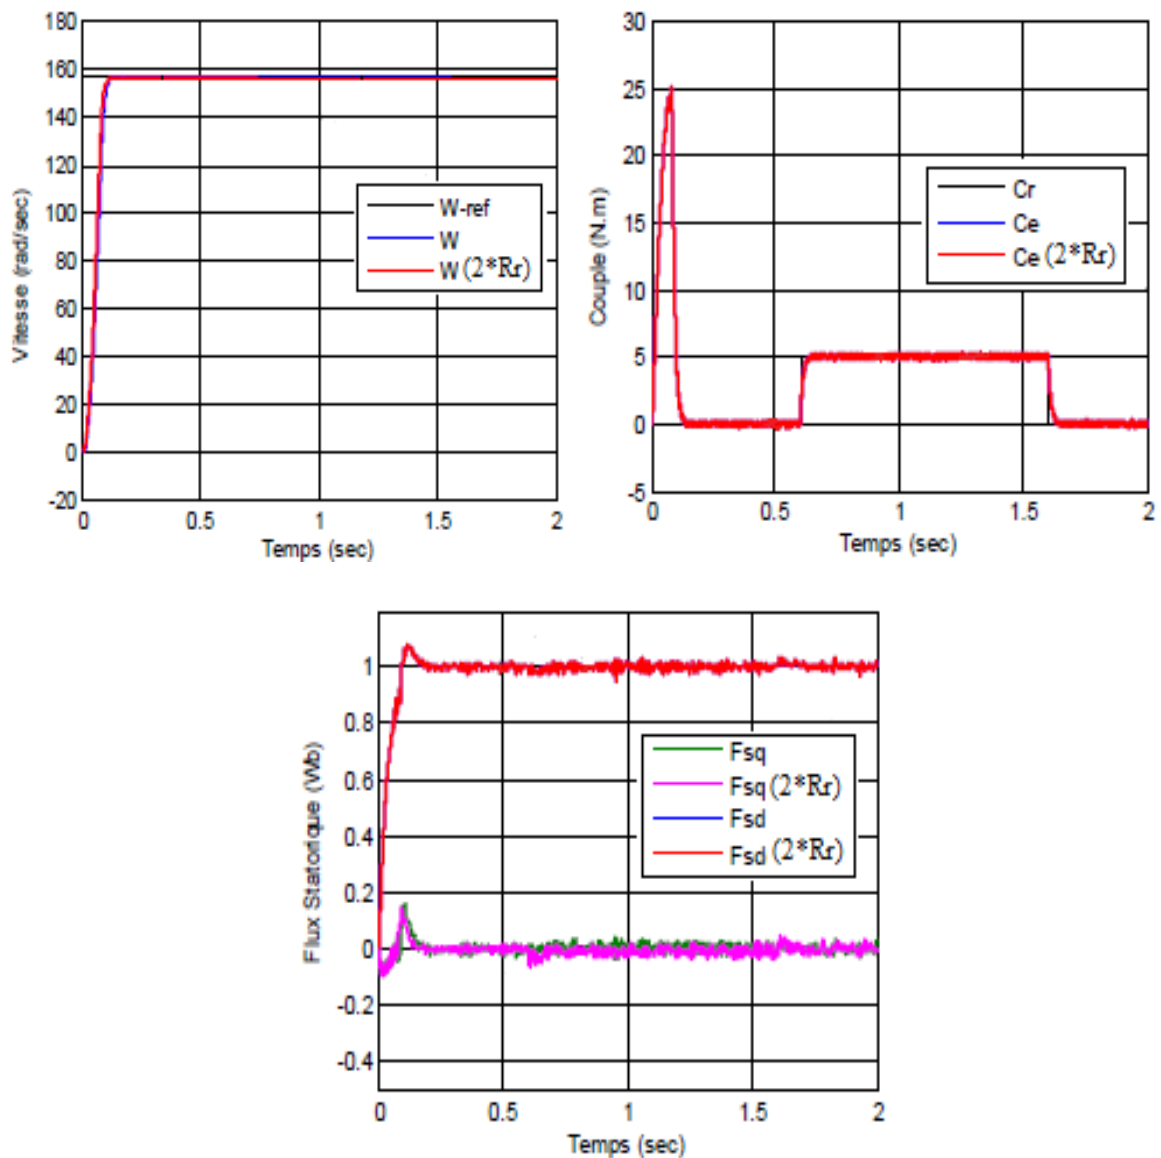 180
160
140
120
180
100
80
60
40
20
0
-20
0
0.5
1
1.5
2
Vitesse (rad/sec)
Temps (sec)
W-ref
W
W (2*Rr)
30
25
20
15
10
5
0
-5
0
0.5
1
1.5
2
Couple (N.m)
Temps (sec)
Cr
Ce
Ce (2*Rr)
1
0.8
0.6
0.4
0.2
0
-0.2
-0.4
0
0.5
1
1.5
2
Flux Statorique (Wb)
Temps (sec)
Fsq
Fsq (2*Rr)
Fsd
Fsd (2*Rr)